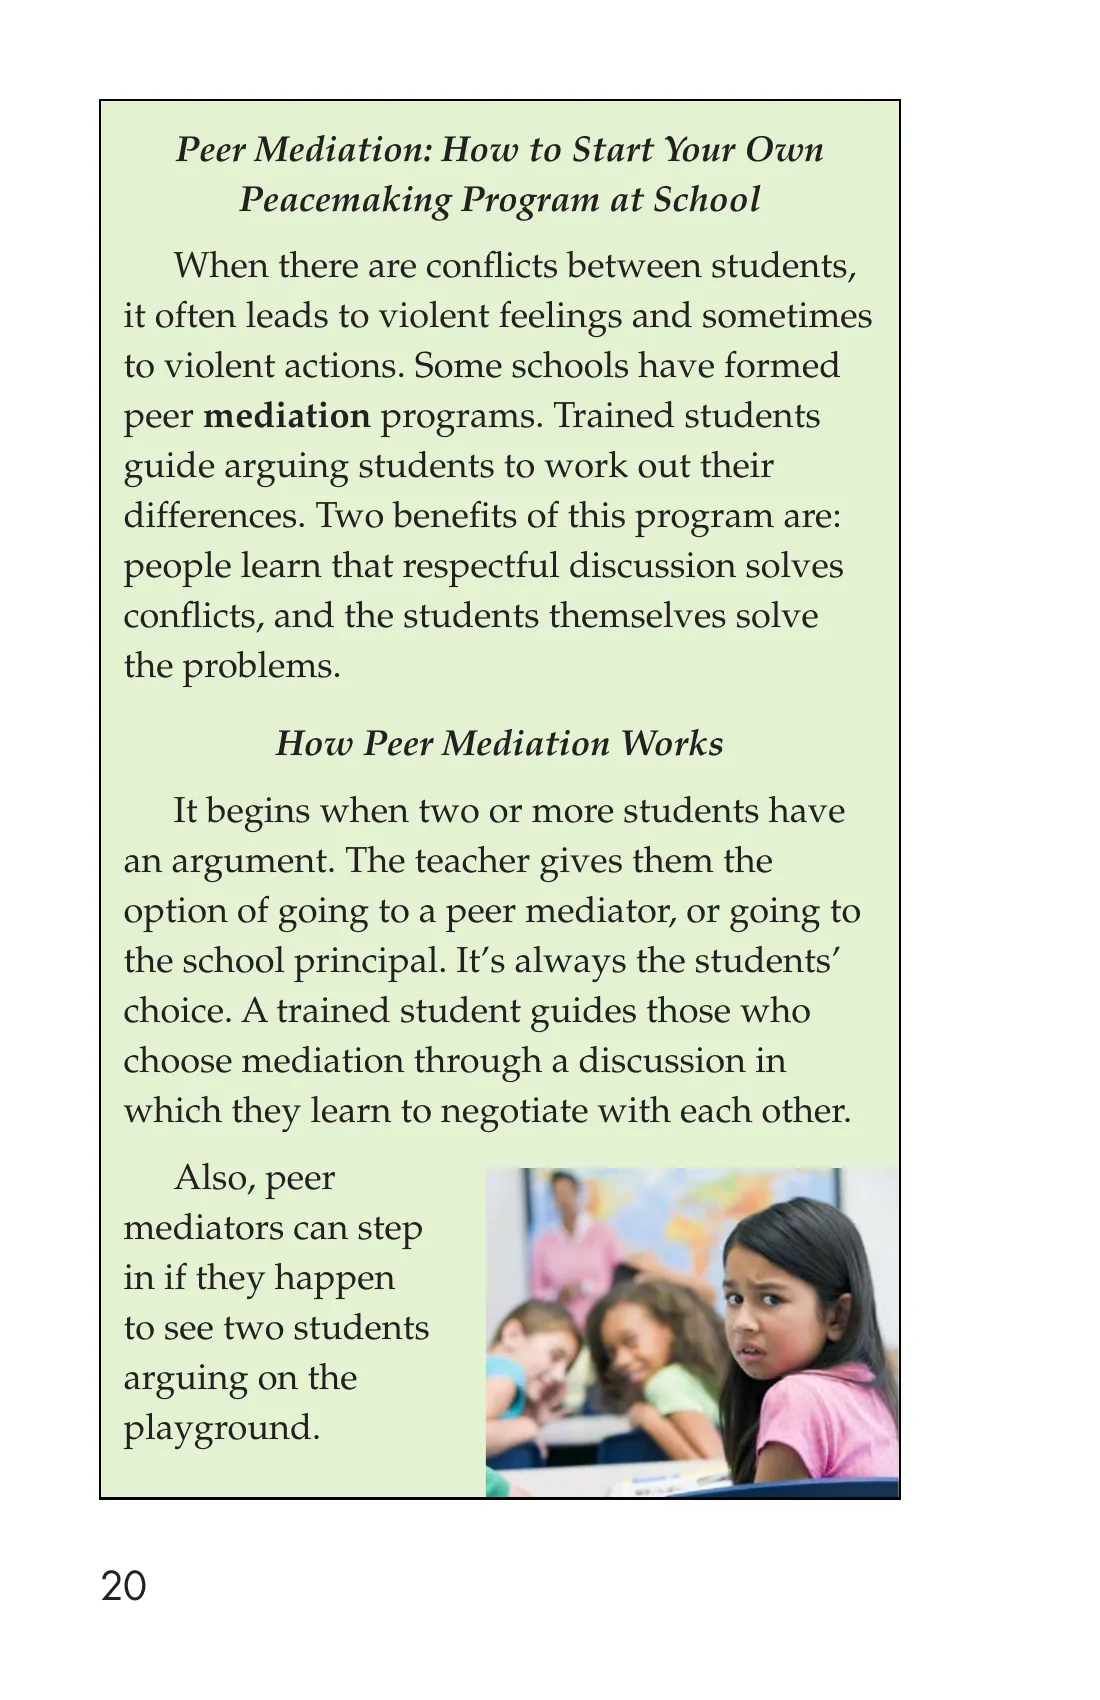 Peer Mediation: How to Start Your Own
Peacemaking Program at School
When there are conflicts between students,
it often leads to violent feelings and sometimes
to violent actions. Some schools have formed
peer mediation programs. Trained students
guide arguing students to work out their
differences. Two benefits of this program are:
people learn that respectful discussion solves
conflicts, and the students themselves solve
the problems.
How Peer Mediation Works
It begins when two or more students have
an argument. The teacher gives them the
option of going to a peer mediator, or going to
the school principal. It’s always the students’
choice. A trained student guides those who
choose mediation through a discussion in
which they learn to negotiate with each other.
Also, peer
mediators can step
in if they happen
to see two students
arguing on the
playground.
20